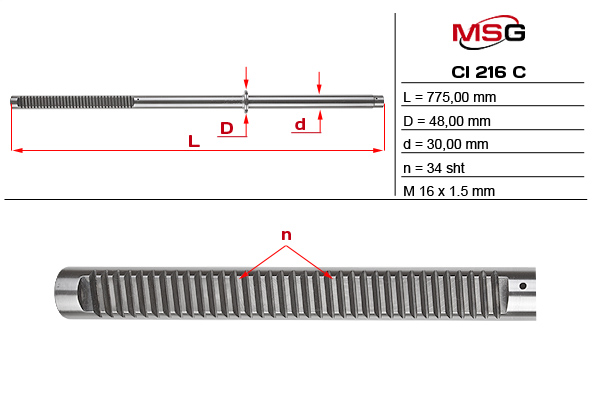 MSG
CI 216 C
L = 775,00 mm
D = 48,00 mm
d = 30,00 mm
n = 34 sht
M 16 x 1.5 mm
D
d
L
n